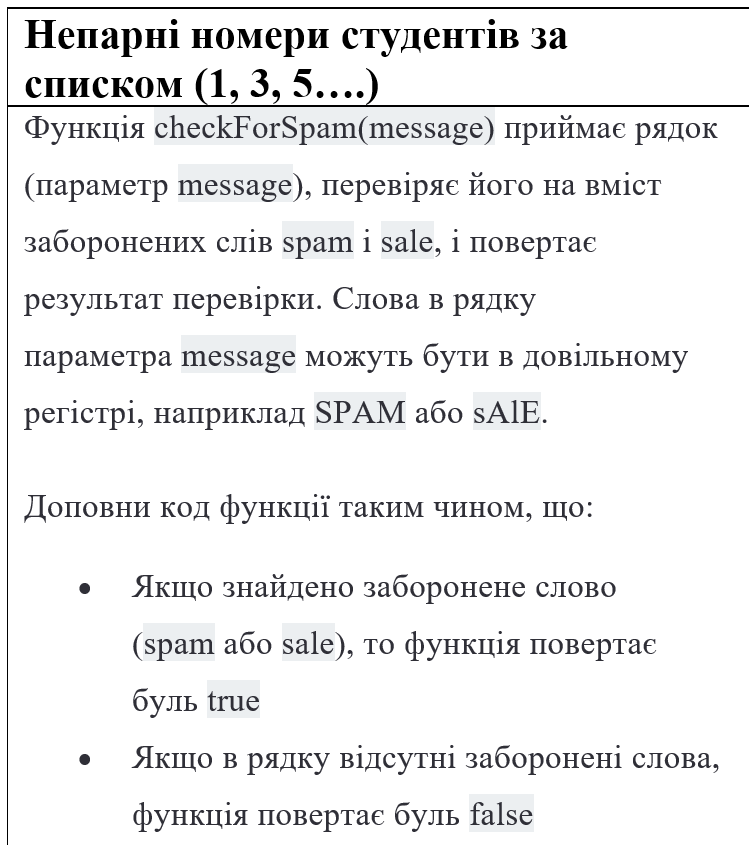 Непарні номери студентів за
списком (1, 3, 5….)
Функція checkForSpam(message) приймає рядок
(параметр message), перевіряє його на вміст
заборонених слів spam і sale, і повертає
результат перевірки. Слова в рядку
параметра message можуть бути в довільному
регістрі, наприклад SPAM або sAlE.
Доповни код функції таким чином, що:
• Якщо знайдено заборонене слово
(spam або sale), то функція повертає
буль true
• Якщо в рядку відсутні заборонені слова,
функція повертає буль false